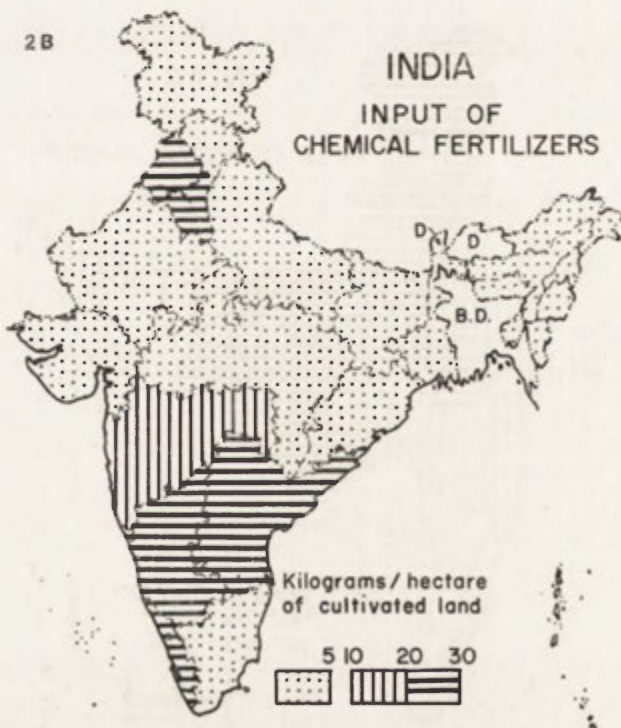 2B
INDIA
INPUT OF
CHEMICAL FERTILIZERS
D D
B.D.
Kilograms/hectare
of cultivated land
5 10 20 30